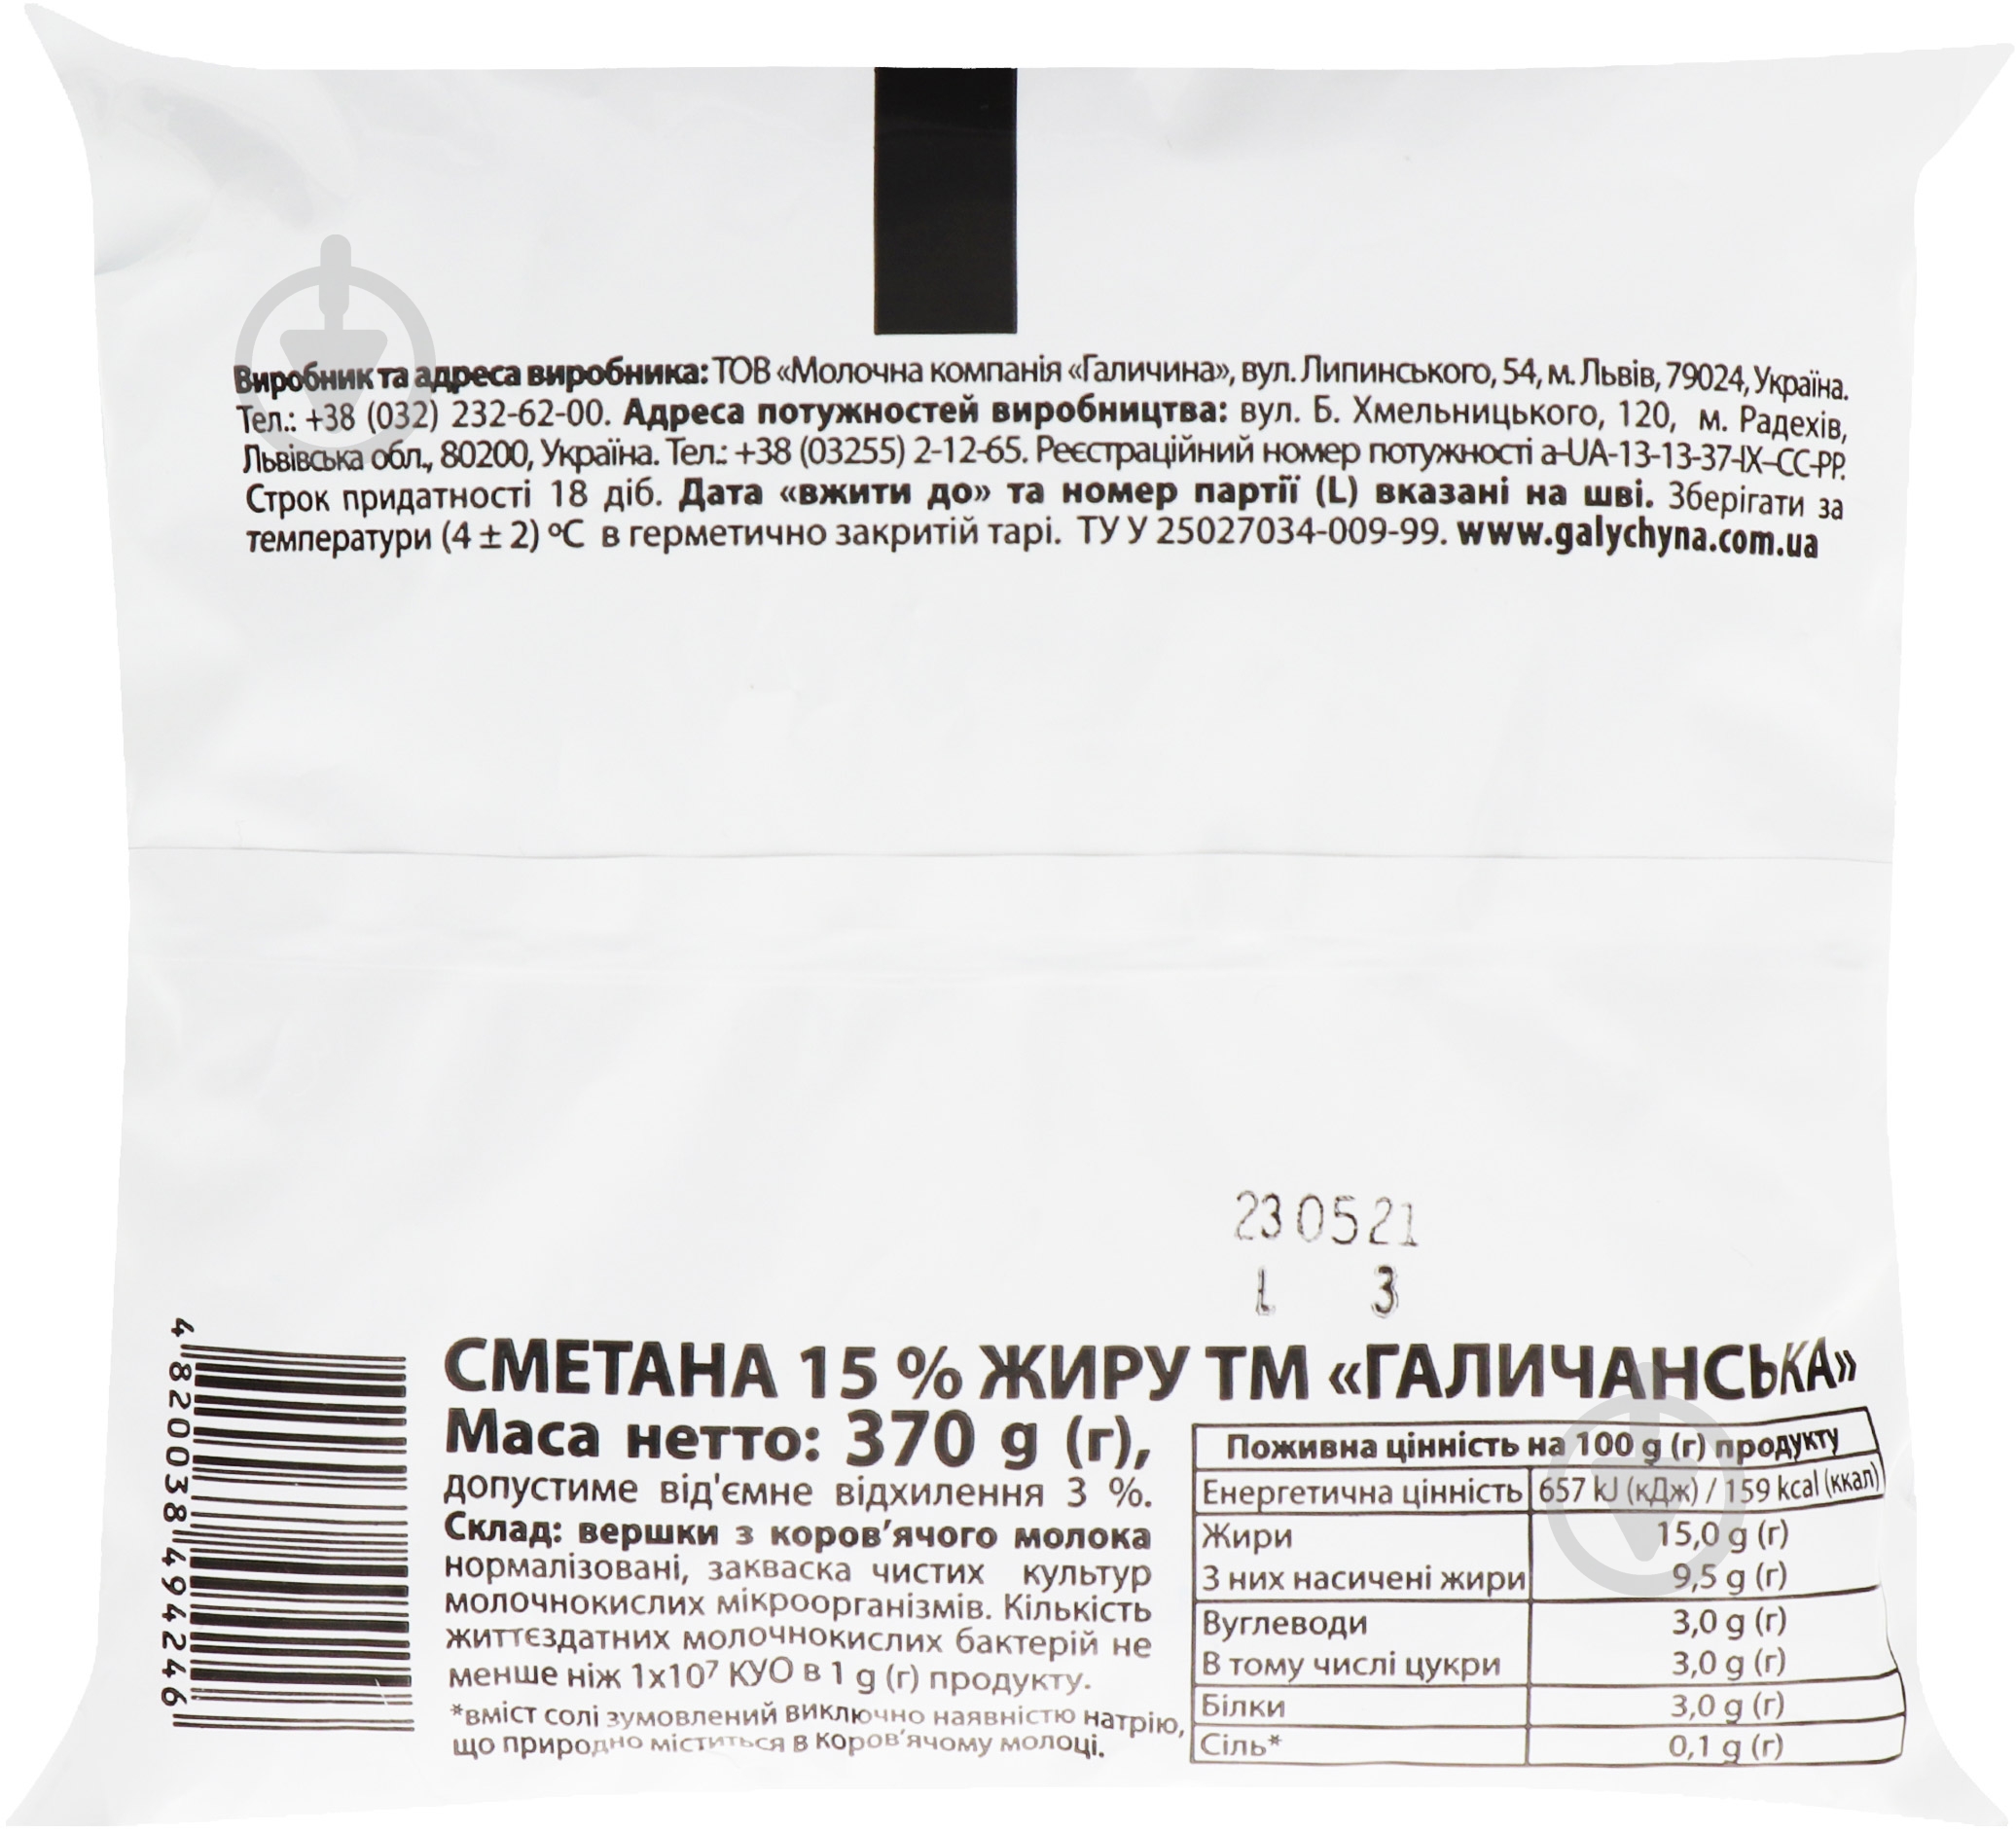 Виробник та адреса виробника: ТОВ «Молочна компанія «Галичина», вул. Липинського, 54, м. Львів, 79024, Україна.
Тел.: +38 (032) 232-62-00. Адреса потужностей виробництва: вул. Б. Хмельницького, 120, м. Радехів,
Львівська обл., 80200, Україна. Тел.: +38 (03255) 2-12-65. Реєстраційний номер потужності a-UA-13-13-37-IX-CC-PP.
Строк придатності 18 діб. Дата «вжити до» та номер партії (L) вказані на шві. Зберігати за
температури (4 ± 2) °С в герметично закритій тарі. ТУ У 25027034-009-99. www.galychyna.com.ua
230521
L 3
СМЕТАНА 15 % ЖИРУ ТМ «ГАЛИЧАНСЬКА»
Маса нетто: 370 g (г),
допустиме від'ємне відхилення 3 %.
Склад: вершки з коров’ячого молока
нормалізовані, закваска чистих культур
молочнокислих мікроорганізмів. Кількість
життєздатних молочнокислих бактерій не
менше ніж 1х10⁷ КУО в 1 g (г) продукту.
*вміст солі зумовлений виключно наявністю натрію,
що природно міститься в коров’ячому молоці.
Поживна цінність на 100 g (г) продукту
Енергетична цінність 657 kJ (кДж) / 159 kcal (ккал)
Жири 15,0 g (г)
З них насичені жири 9,5 g (г)
Вуглеводи 3,0 g (г)
В тому числі цукри 3,0 g (г)
Білки 3,0 g (г)
Сіль* 0,1 g (г)
4 820038 494246